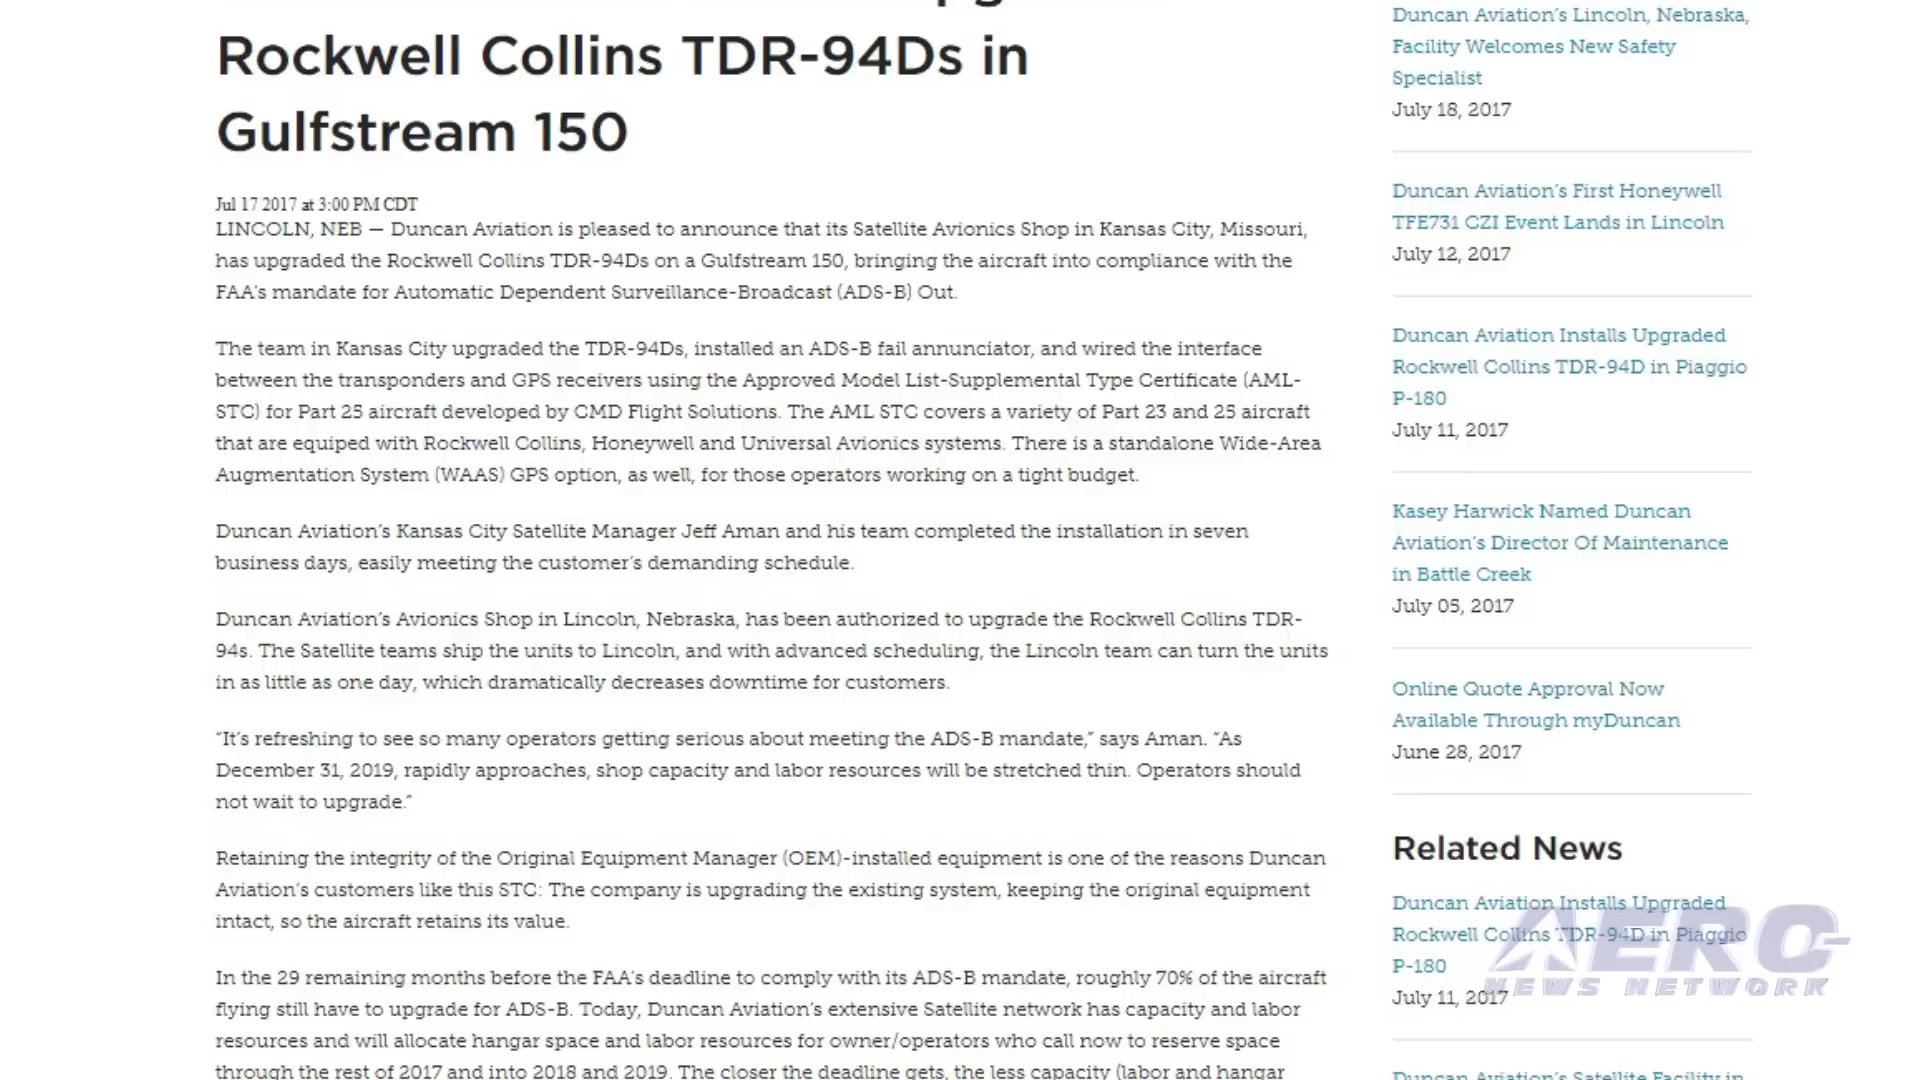 Rockwell Collins TDR-94Ds in
Gulfstream 150
Jul 17 2017 at 3:00 PM CDT
LINCOLN, NEB — Duncan Aviation is pleased to announce that its Satellite Avionics Shop in Kansas City, Missouri,
has upgraded the Rockwell Collins TDR-94Ds on a Gulfstream 150, bringing the aircraft into compliance with the
FAA's mandate for Automatic Dependent Surveillance-Broadcast (ADS-B) Out.
The team in Kansas City upgraded the TDR-94Ds, installed an ADS-B fail annunciator, and wired the interface
between the transponders and GPS receivers using the Approved Model List-Supplemental Type Certificate (AML-
STC) for Part 25 aircraft developed by CMD Flight Solutions. The AML STC covers a variety of Part 23 and 25 aircraft
that are equiped with Rockwell Collins, Honeywell and Universal Avionics systems. There is a standalone Wide-Area
Augmentation System (WAAS) GPS option, as well, for those operators working on a tight budget.
Duncan Aviation's Kansas City Satellite Manager Jeff Aman and his team completed the installation in seven
business days, easily meeting the customer's demanding schedule.
Duncan Aviation's Avionics Shop in Lincoln, Nebraska, has been authorized to upgrade the Rockwell Collins TDR-
94s. The Satellite teams ship the units to Lincoln, and with advanced scheduling, the Lincoln team can turn the units
in as little as one day, which dramatically decreases downtime for customers.
"It's refreshing to see so many operators getting serious about meeting the ADS-B mandate," says Aman. "As
December 31, 2019, rapidly approaches, shop capacity and labor resources will be stretched thin. Operators should
not wait to upgrade."
Retaining the integrity of the Original Equipment Manager (OEM)-installed equipment is one of the reasons Duncan
Aviation's customers like this STC: The company is upgrading the existing system, keeping the original equipment
intact, so the aircraft retains its value.
In the 29 remaining months before the FAA's deadline to comply with its ADS-B mandate, roughly 70% of the aircraft
flying still have to upgrade for ADS-B. Today, Duncan Aviation's extensive Satellite network has capacity and labor
resources and will allocate hangar space and labor resources for owner/operators who call now to reserve space
through the rest of 2017 and into 2018 and 2019. The closer the deadline gets, the less capacity (labor and hangar
Duncan Aviation's Lincoln, Nebraska,
Facility Welcomes New Safety
Specialist
July 18, 2017
Duncan Aviation's First Honeywell
TFE731 CZI Event Lands in Lincoln
July 12, 2017
Duncan Aviation Installs Upgraded
Rockwell Collins TDR-94D in Piaggio
P-180
July 11, 2017
Kasey Harwick Named Duncan
Aviation's Director Of Maintenance
in Battle Creek
July 05, 2017
Online Quote Approval Now
Available Through myDuncan
June 28, 2017
Related News
Duncan Aviation Installs Upgraded
Rockwell Collins TDR-94D in Piaggio
P-180
July 11, 2017
Duncan Aviation's Satellite Facility in
AERO
NEWS NETWORK